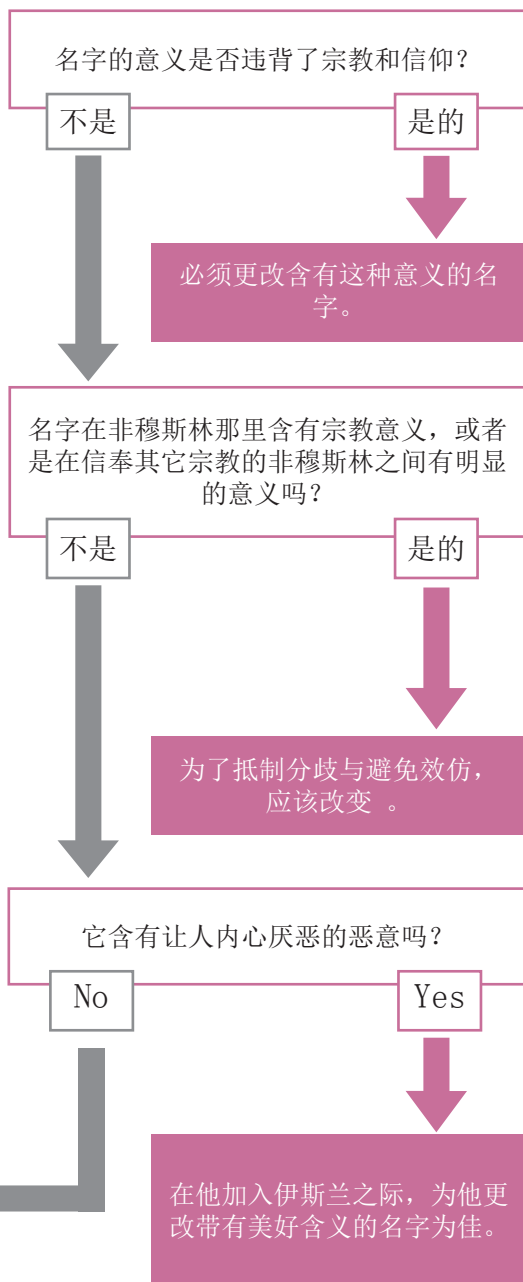 名字的意义是否违背了宗教和信仰？
不是
是的
必须更改含有这种意义的名
字。
名字在非穆斯林那里含有宗教意义，或者
是在信奉其它宗教的非穆斯林之间有明显
的意义吗？
不是
是的
为了抵制分歧与避免效仿，
应该改变 。
它含有让人内心厌恶的恶意吗？
No
Yes
在他加入伊斯兰之际，为他更
改带有美好含义的名字为佳。